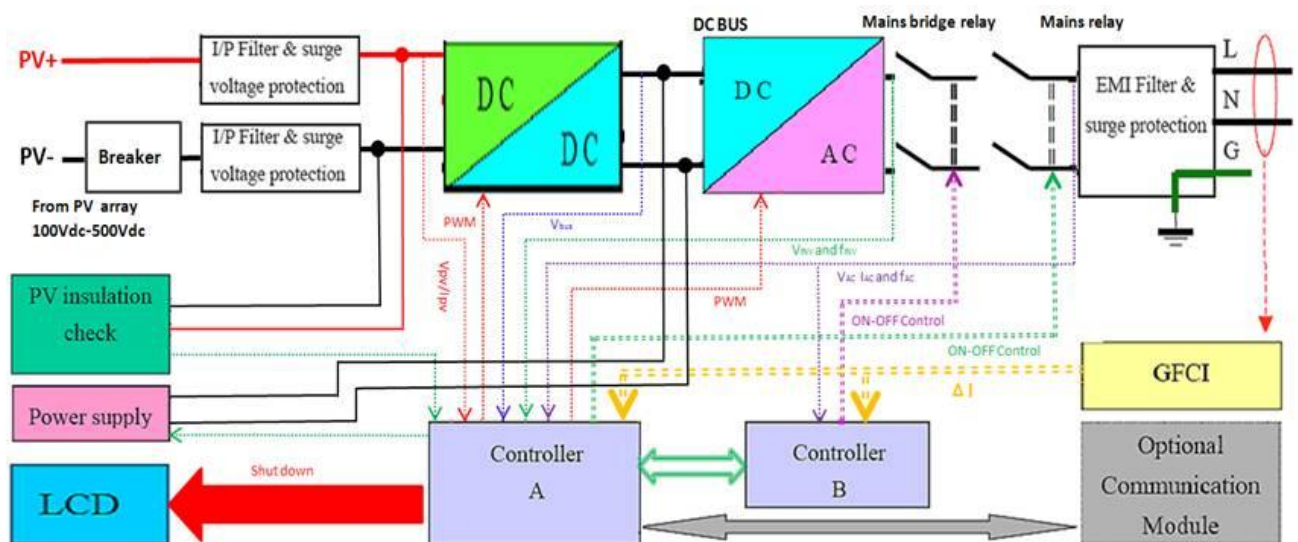 DC BUS
Mains bridge relay
Mains relay
PV+
I/P Filter & surge
voltage protection
DC
DC
DC
AC
EMI Filter &
surge protection
L
N
G
PV-
Breaker
I/P Filter & surge
voltage protection
From PV array
100Vdc-500Vdc
PWM
Vbus
VINV and fINV
Vpv/Ipv
VAC IAC and fAC
PWM
PV insulation
check
ON-OFF Control
ON-OFF Control
Δ I
GFCI
Power supply
Controller
A
Controller
B
Optional
Communication
Module
Shut down
LCD